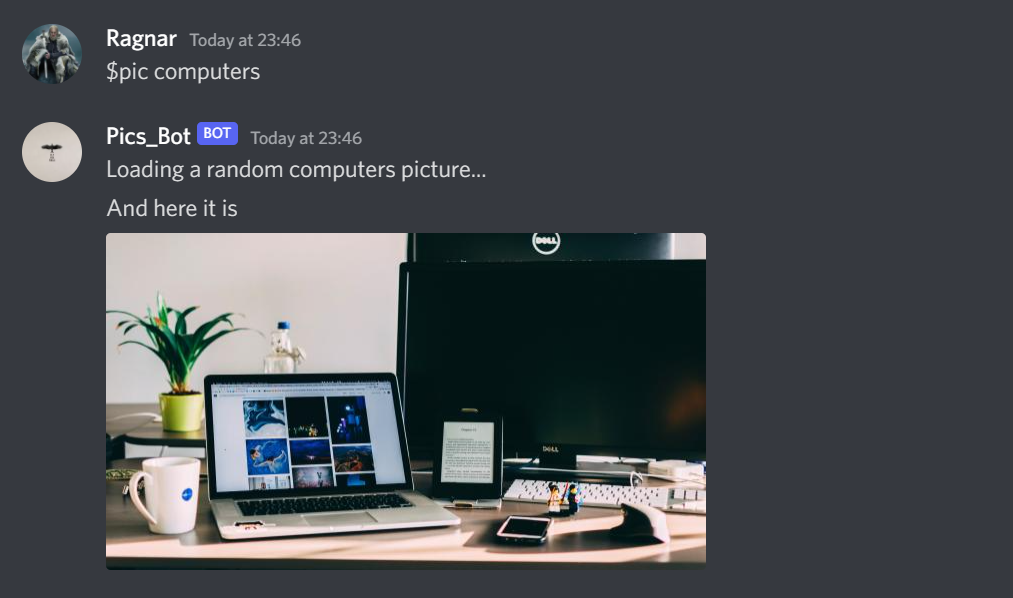 Ragnar Today at 23:46
$pic computers
Pics_Bot BOT Today at 23:46
Loading a random computers picture...
And here it is
DELL
DELL